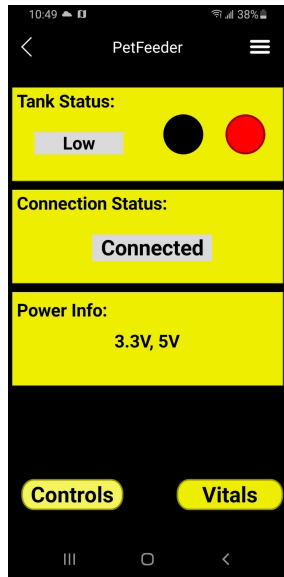 10:49 38%
PetFeeder
Tank Status:
Low
Connection Status:
Connected
Power Info:
3.3V, 5V
Controls Vitals